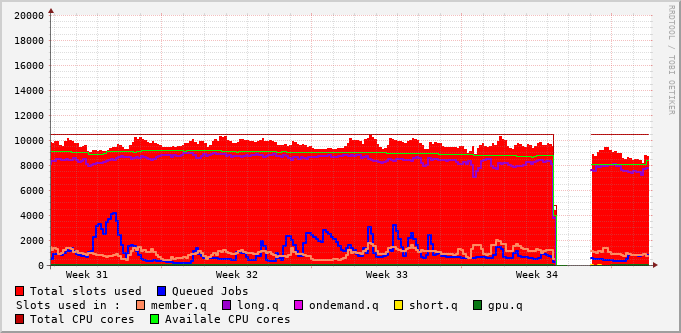 20000
18000
16000
14000
12000
10000
8000
6000
4000
2000
0
Week 31 Week 32 Week 33 Week 34
Total slots used Queued Jobs
Slots used in : member.q long.q ondemand.q short.q gpu.q
Total CPU cores Availale CPU cores
RRDTOOL / TOBI OETIKER